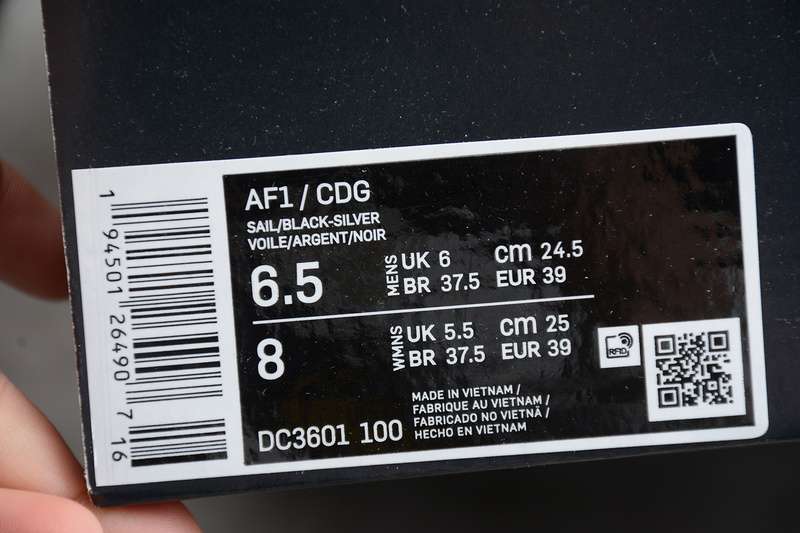 AF1 / CDG
SAIL/BLACK-SILVER
VOILE/ARGENT/NOIR
6.5 MENS UK 6 CM 24.5
BR 37.5 EUR 39
8 WMNS UK 5.5 CM 25
BR 37.5 EUR 39
RFID
MADE IN VIETNAM /
FABRIQUE AU VIETNAM /
FABRICADO NO VIETNÃ /
HECHO EN VIETNAM
DC3601 100
1 94501 26490 7 16